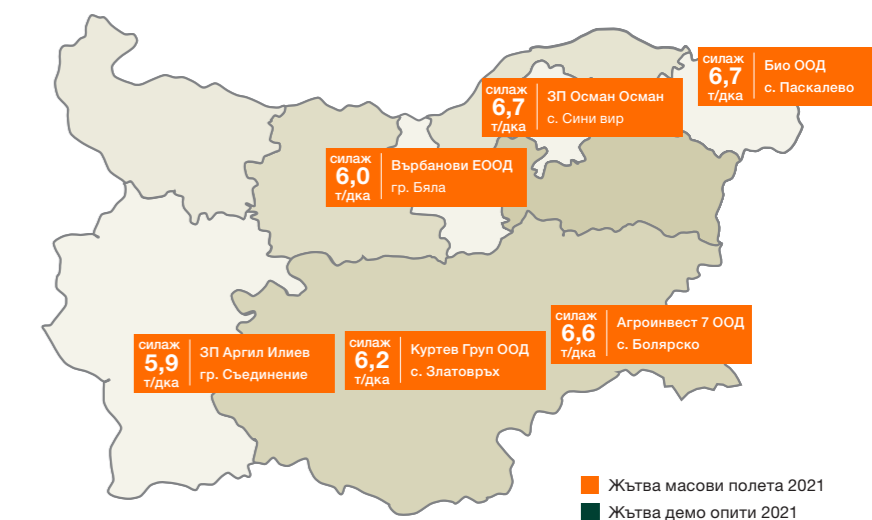 силаж
6,7
т/дка
Био ООД
с. Паскалево
силаж
6,7
т/дка
ЗП Осман Осман
с. Сини вир
силаж
6,0
т/дка
Върбанови ЕООД
гр. Бяла
силаж
6,6
т/дка
Агроинвест 7 ООД
с. Болярско
силаж
5,9
т/дка
ЗП Аргил Илиев
гр. Съединение
силаж
6,2
т/дка
Куртев Груп ООД
с. Златовръх
Жътва масови полета 2021
Жътва демо опити 2021